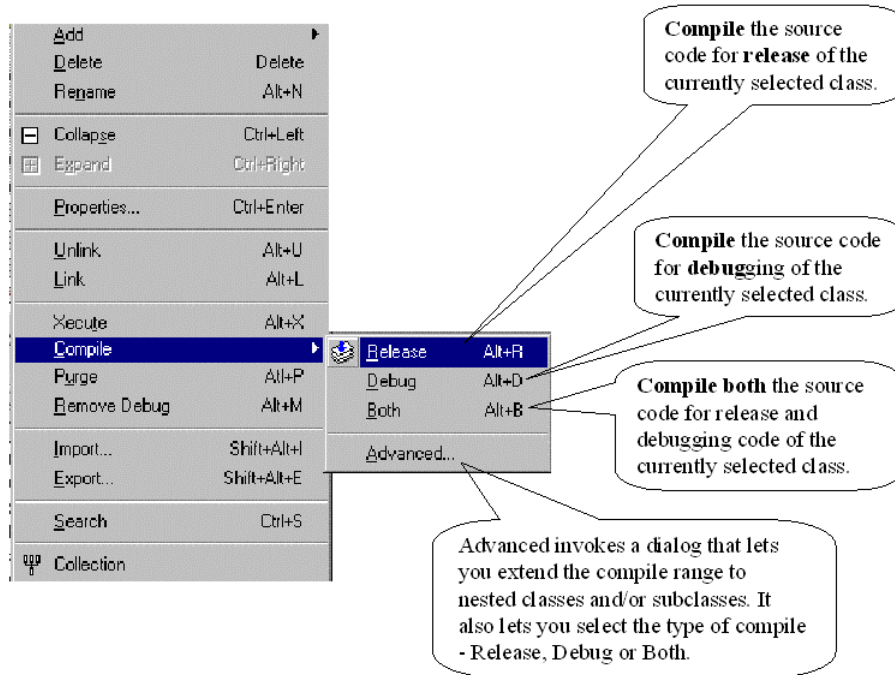 Add
Delete Delete
Rename Alt+N
Collapse Ctrl+Left
Expand Ctrl+Right
Properties... Ctrl+Enter
Unlink Alt+U
Link Alt+L
Xecute Alt+X
Compile
Purge Alt+P
Remove Debug Alt+M
Import... Shift+Alt+I
Export... Shift+Alt+E
Search Ctrl+S
Collection
Release Alt+R
Debug Alt+D
Both Alt+B
Advanced...
Compile the source
code for release of the
currently selected class.
Compile the source code
for debugging of the
currently selected class.
Compile both the source
code for release and
debugging code of the
currently selected class.
Advanced invokes a dialog that lets
you extend the compile range to
nested classes and/or subclasses. It
also lets you select the type of compile
- Release, Debug or Both.